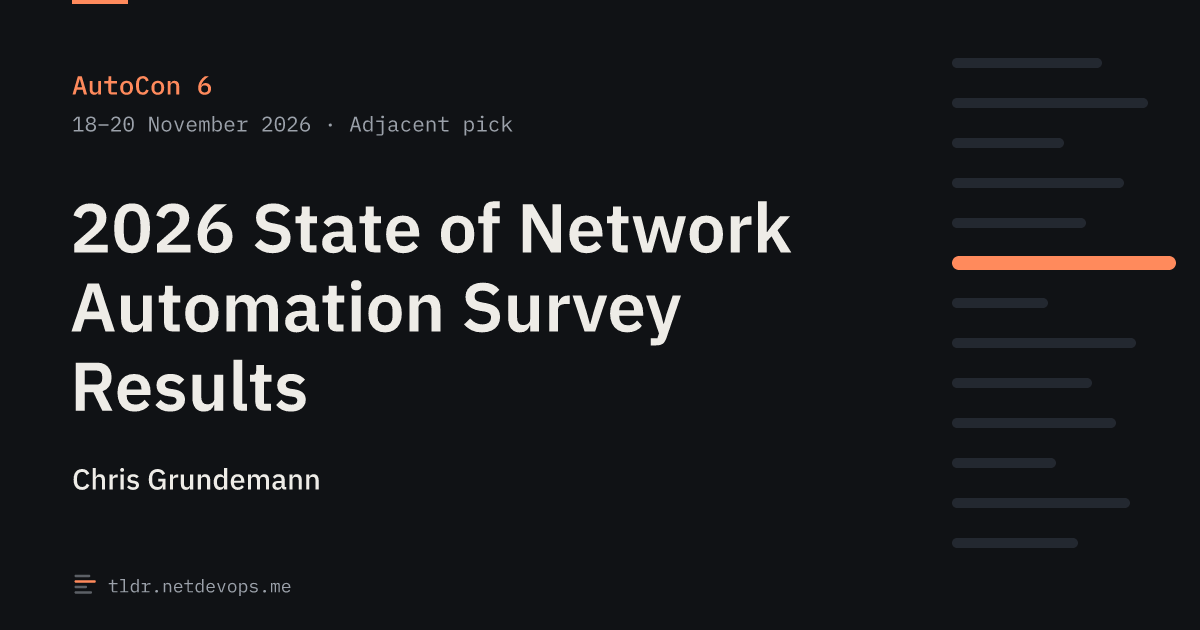 AutoCon 6
18–20 November 2026 · Adjacent pick
2026 State of Network
Automation Survey
Results
Chris Grundemann
tldr.netdevops.me